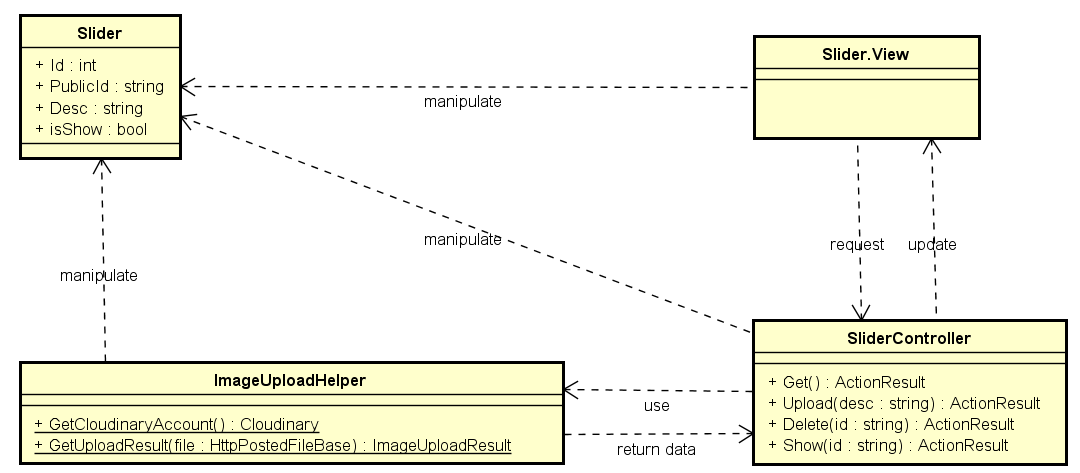 Slider
+ Id : int
+ PublicId : string
+ Desc : string
+ isShow : bool
Slider.View
manipulate
manipulate
request
update
manipulate
SliderController
+ Get() : ActionResult
+ Upload(desc : string) : ActionResult
+ Delete(id : string) : ActionResult
+ Show(id : string) : ActionResult
ImageUploadHelper
+ GetCloudinaryAccount() : Cloudinary
+ GetUploadResult(file : HttpPostedFileBase) : ImageUploadResult
use
return data